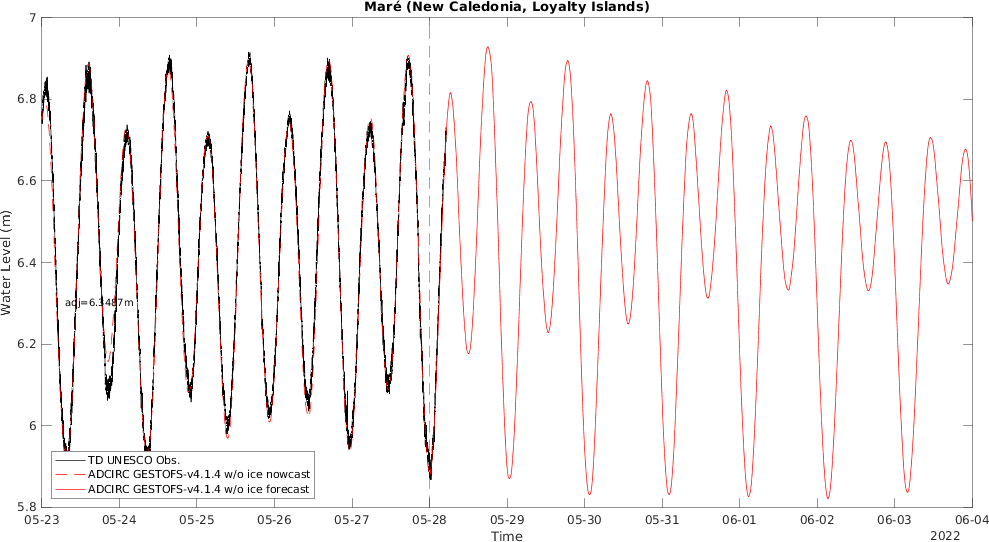 Maré (New Caledonia, Loyalty Islands)
7
6.8
6.6
6.4
6.2
6
5.8
Water Level (m)
adj=6.3487m
TD UNESCO Obs.
ADCIRC GESTOFS-v4.1.4 w/o ice nowcast
ADCIRC GESTOFS-v4.1.4 w/o ice forecast
05-23 05-24 05-25 05-26 05-27 05-28 05-29 05-30 05-31 06-01 06-02 06-03 06-04
Time
2022